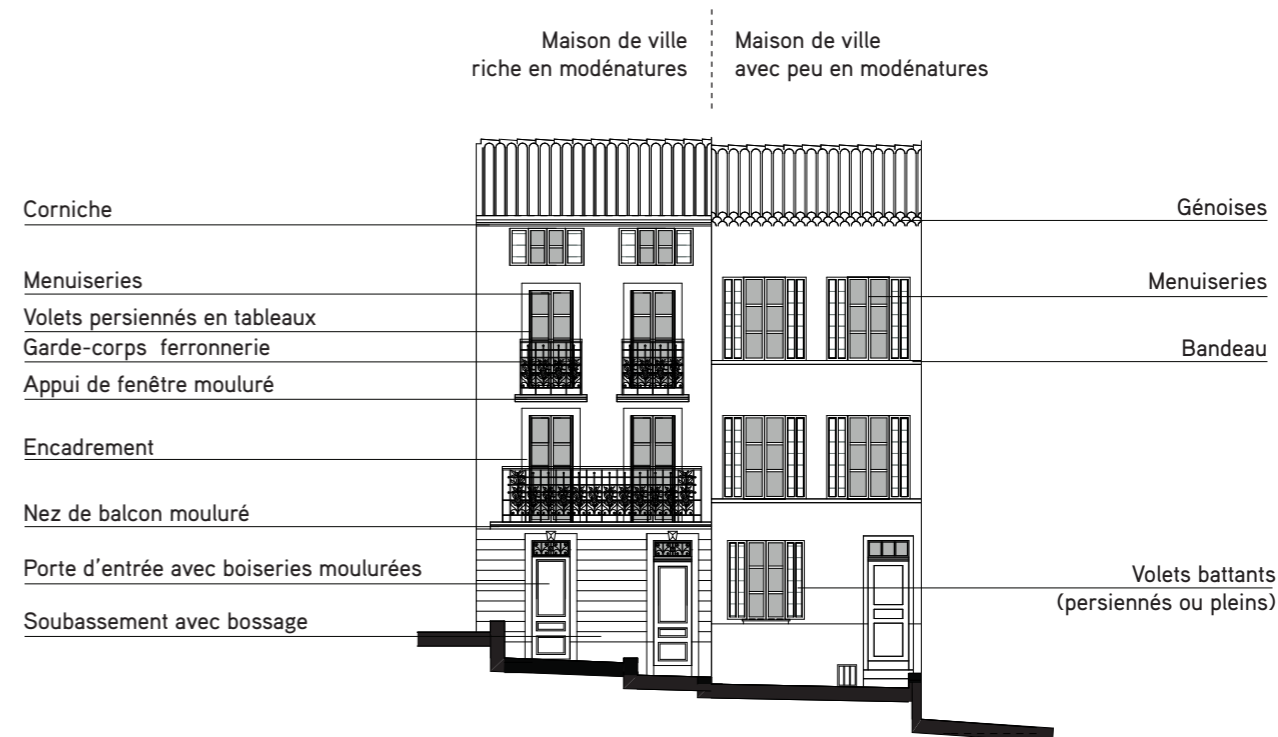 Maison de ville
riche en modénatures
Maison de ville
avec peu en modénatures
Corniche
Menuiseries
Volets persiennés en tableaux
Garde-corps ferronnerie
Appui de fenêtre mouluré
Encadrement
Nez de balcon mouluré
Porte d'entrée avec boiseries moulurées
Soubassement avec bossage
Génoises
Menuiseries
Bandeau
Volets battants
(persiennés ou pleins)